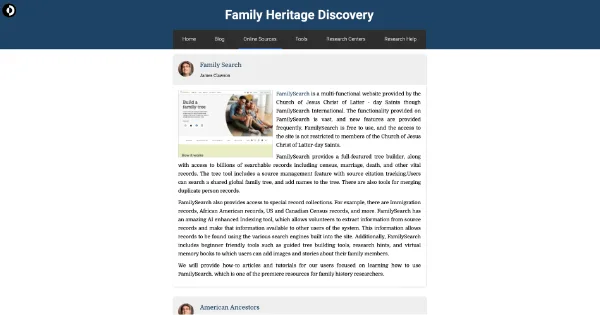 Family Heritage Discovery
Home Blog Online Sources Tools Research Centers Research Help
Family Search
James Clawson
Build a
family tree
FamilySearch is a multi-functional website provided by the
Church of Jesus Christ of Latter - day Saints though
FamilySearch International. The functionality provided on
FamilySearch is vast, and new features are provided
frequently. FamilySearch is free to use, and the access to
the site is not restricted to members of the Church of Jesus
Christ of Latter-day Saints.
FamilySearch provides a full-featured tree builder, along
with access to billions of searchable records including census, marriage, death, and other vital
records. The tree tool includes a source management feature with source citation tracking.Users
can search a shared global family tree, and add names to the tree. There are also tools for merging
duplicate person records.
FamilySearch also provides access to special record collections. For example, there are Immigration
records, African American records, US and Canadian Census records, and more. FamilySearch has
an amazing AI enhanced Indexing tool, which allows volunteers to extract information from source
records and make that information available to other users of the system. This information allows
records to be found using the various search engines built into the site. Additionally, FamilySearch
includes beginner friendly tools such as guided tree building tools, research hints, and virtual
memory books to which users can add images and stories about their family members.
We will provide how-to articles and tutorials for our users focused on learning how to use
FamilySearch, which is one of the premiere resources for family history researchers.
American Ancestors